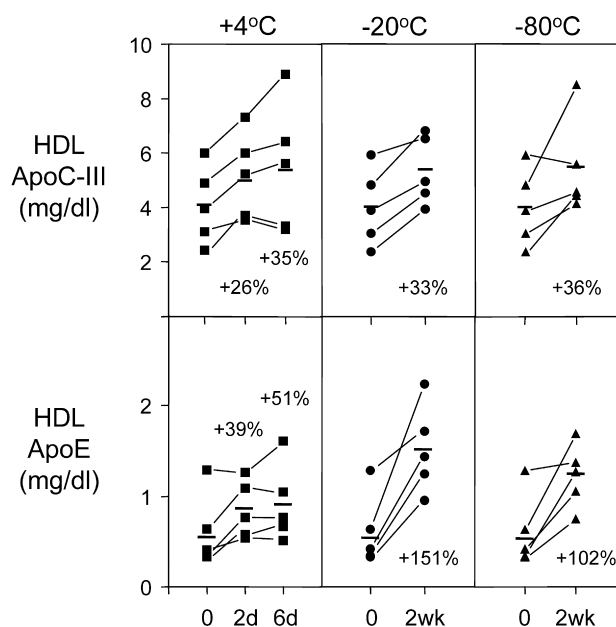 +4°C -20°C -80°C
10
8
6
4
2
HDL
ApoC-III
(mg/dl)
+35%
+26%
+33%
+36%
2
1
0
HDL
ApoE
(mg/dl)
+51%
+39%
+151%
+102%
0 2d 6d 0 2wk 0 2wk